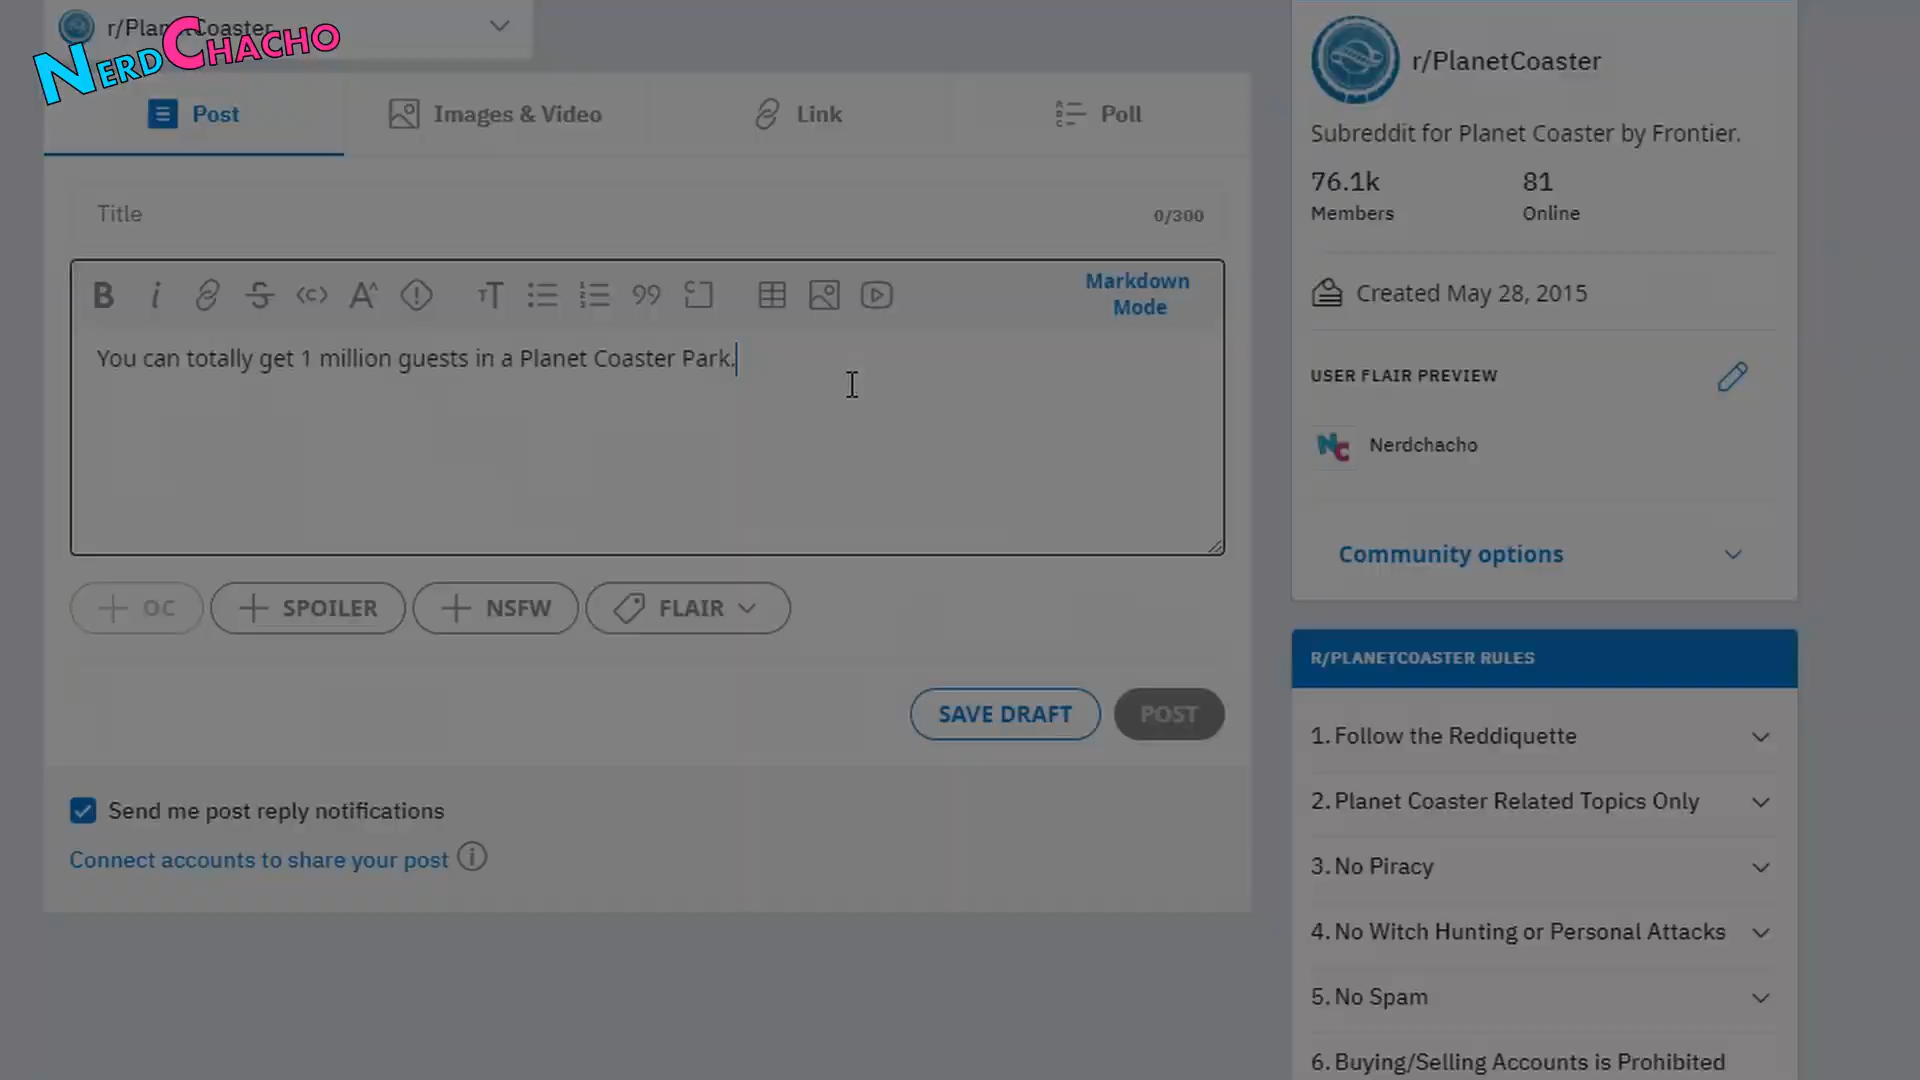 r/PlanetCoaster
NERDCHACHO
Post
Images & Video
Link
Poll
Title
0/300
Markdown
Mode
You can totally get 1 million guests in a Planet Coaster Park.
OC
SPOILER
NSFW
FLAIR
SAVE DRAFT
POST
Send me post reply notifications
Connect accounts to share your post
r/PlanetCoaster
Subreddit for Planet Coaster by Frontier.
76.1k
81
Members
Online
Created May 28, 2015
USER FLAIR PREVIEW
NC
Nerdchacho
Community options
R/PLANETCOASTER RULES
1. Follow the Reddiquette
2. Planet Coaster Related Topics Only
3. No Piracy
4. No Witch Hunting or Personal Attacks
5. No Spam
6. Buying/Selling Accounts is Prohibited